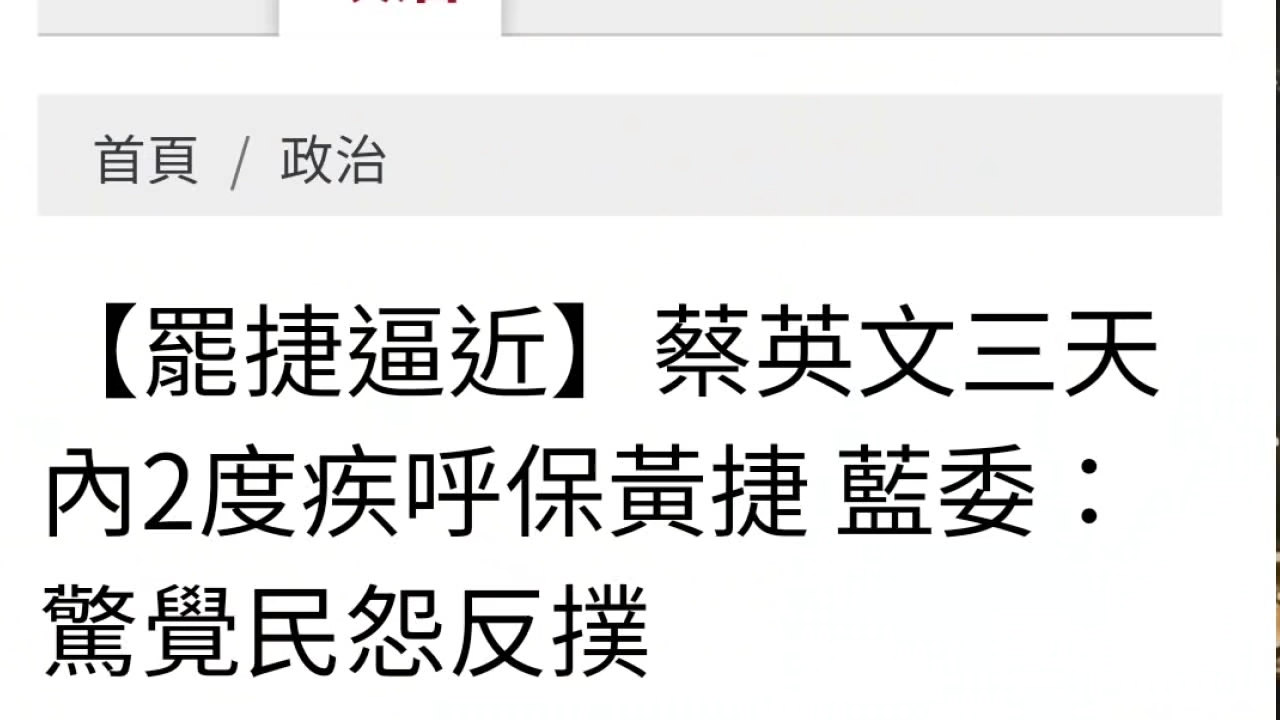 首頁 / 政治
【罷捷逼近】蔡英文三天
內2度疾呼保黃捷 藍委：
驚覺民怨反撲